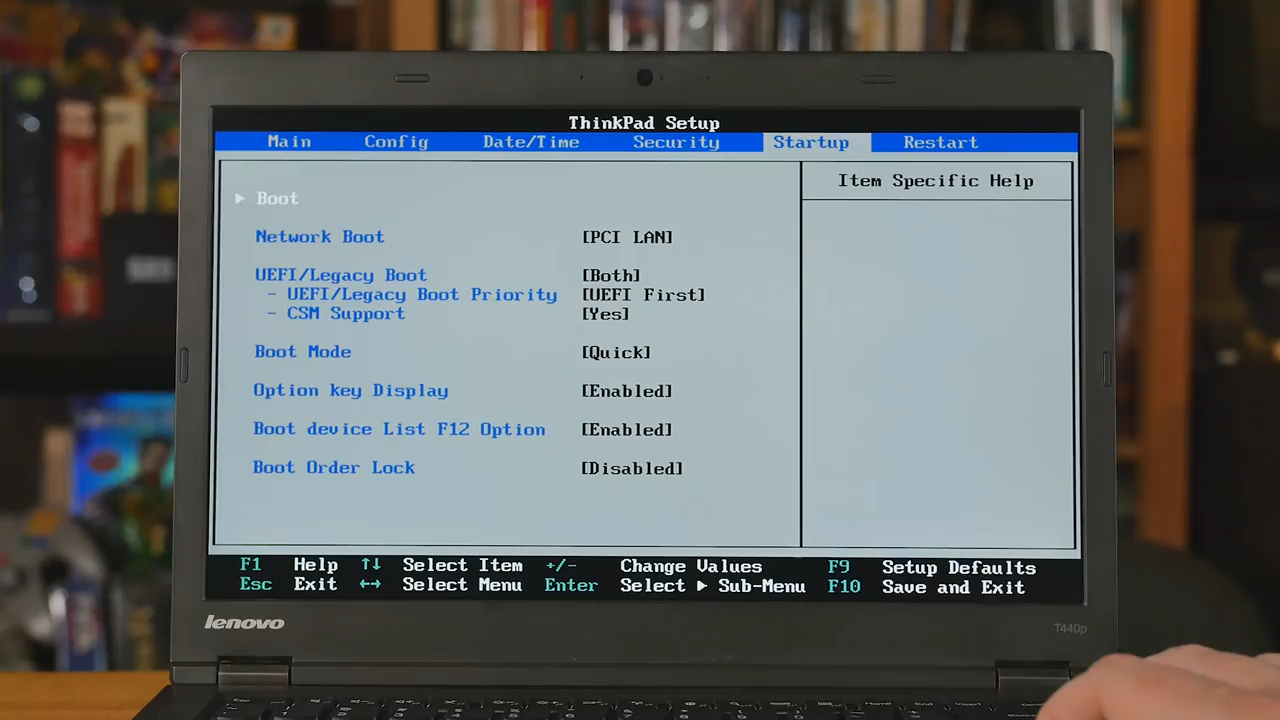 ThinkPad Setup
Main Config Date/Time Security Startup Restart
Item Specific Help
▶ Boot
Network Boot [PCI LAN]
UEFI/Legacy Boot [Both]
- UEFI/Legacy Boot Priority [UEFI First]
- CSM Support [Yes]
Boot Mode [Quick]
Option key Display [Enabled]
Boot device List F12 Option [Enabled]
Boot Order Lock [Disabled]
F1 Help ↑↓ Select Item +/- Change Values F9 Setup Defaults
Esc Exit ←→ Select Menu Enter Select ▶ Sub-Menu F10 Save and Exit
lenovo
T440p